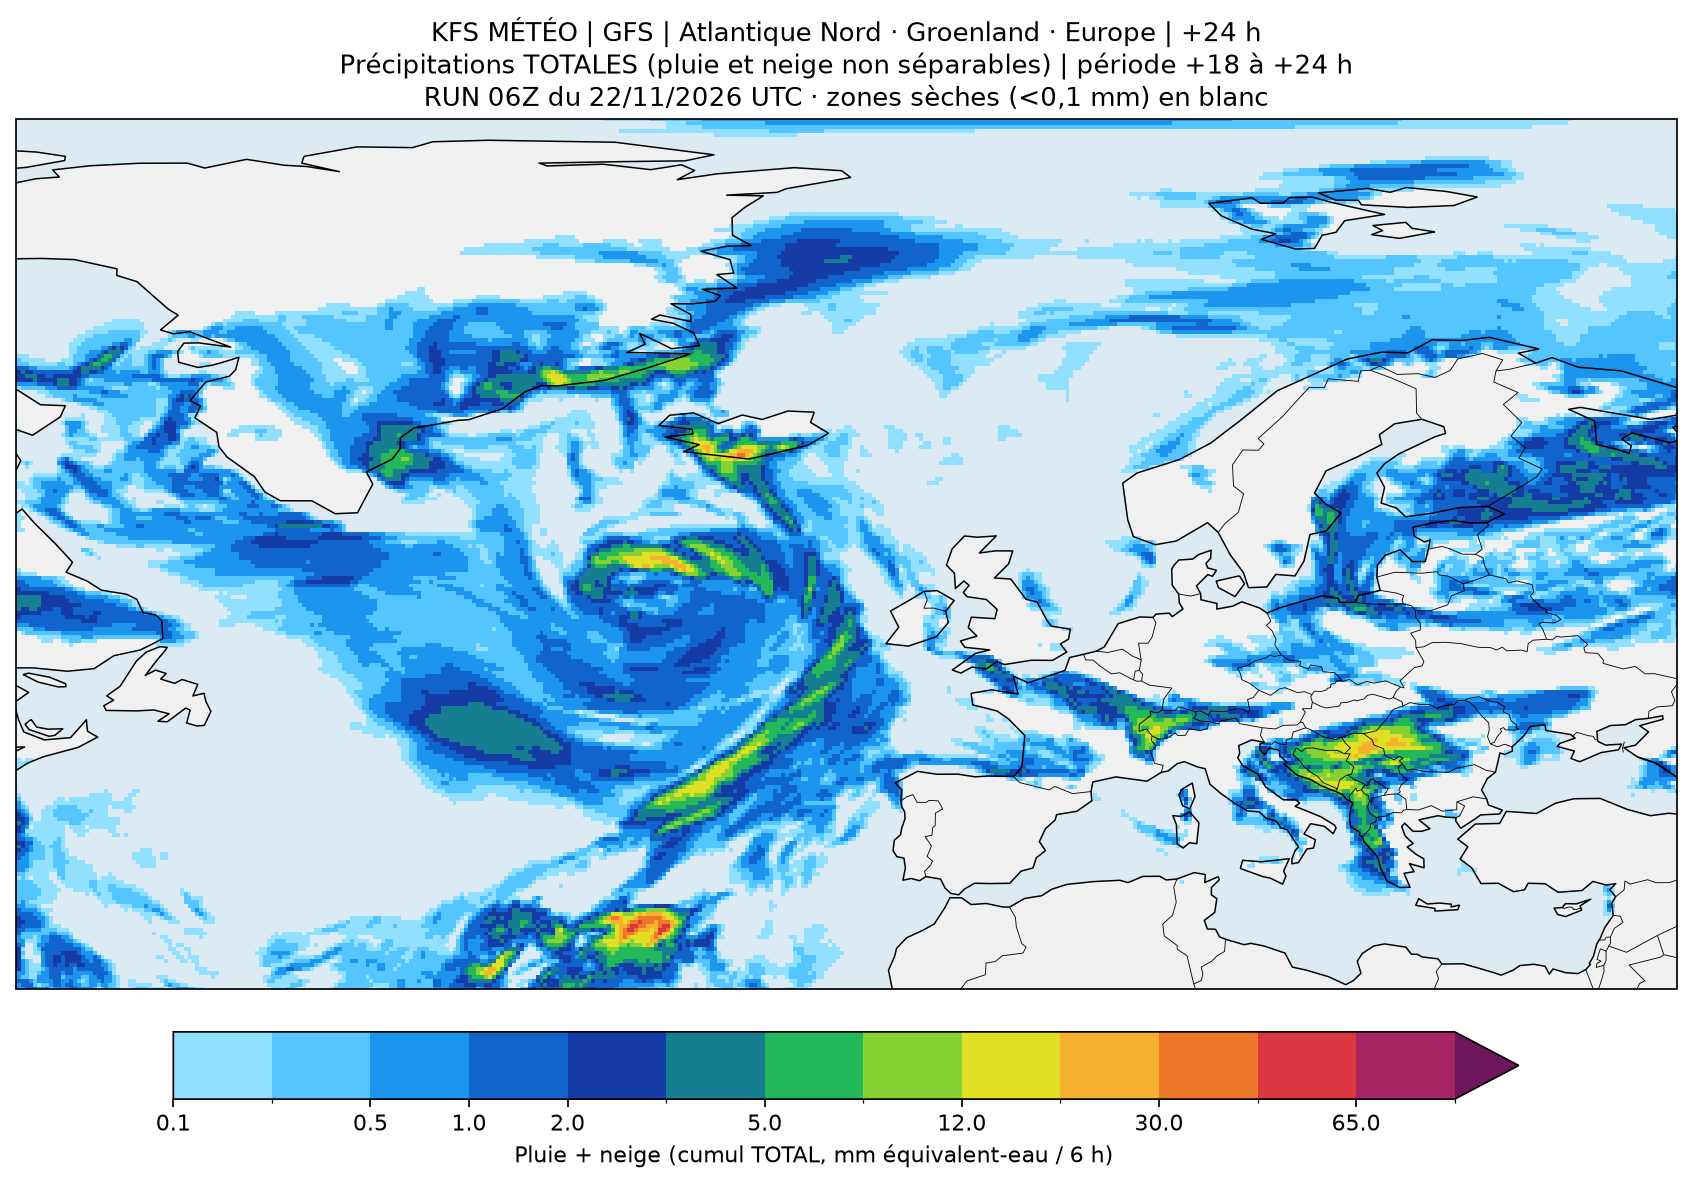 KFS MÉTÉO | GFS | Atlantique Nord · Groenland · Europe | +24 h
Précipitations TOTALES (pluie et neige non séparables) | période +18 à +24 h
RUN 06Z du 22/11/2026 UTC · zones sèches (<0,1 mm) en blanc
0.1 0.5 1.0 2.0 5.0 12.0 30.0 65.0
Pluie + neige (cumul TOTAL, mm équivalent-eau / 6 h)